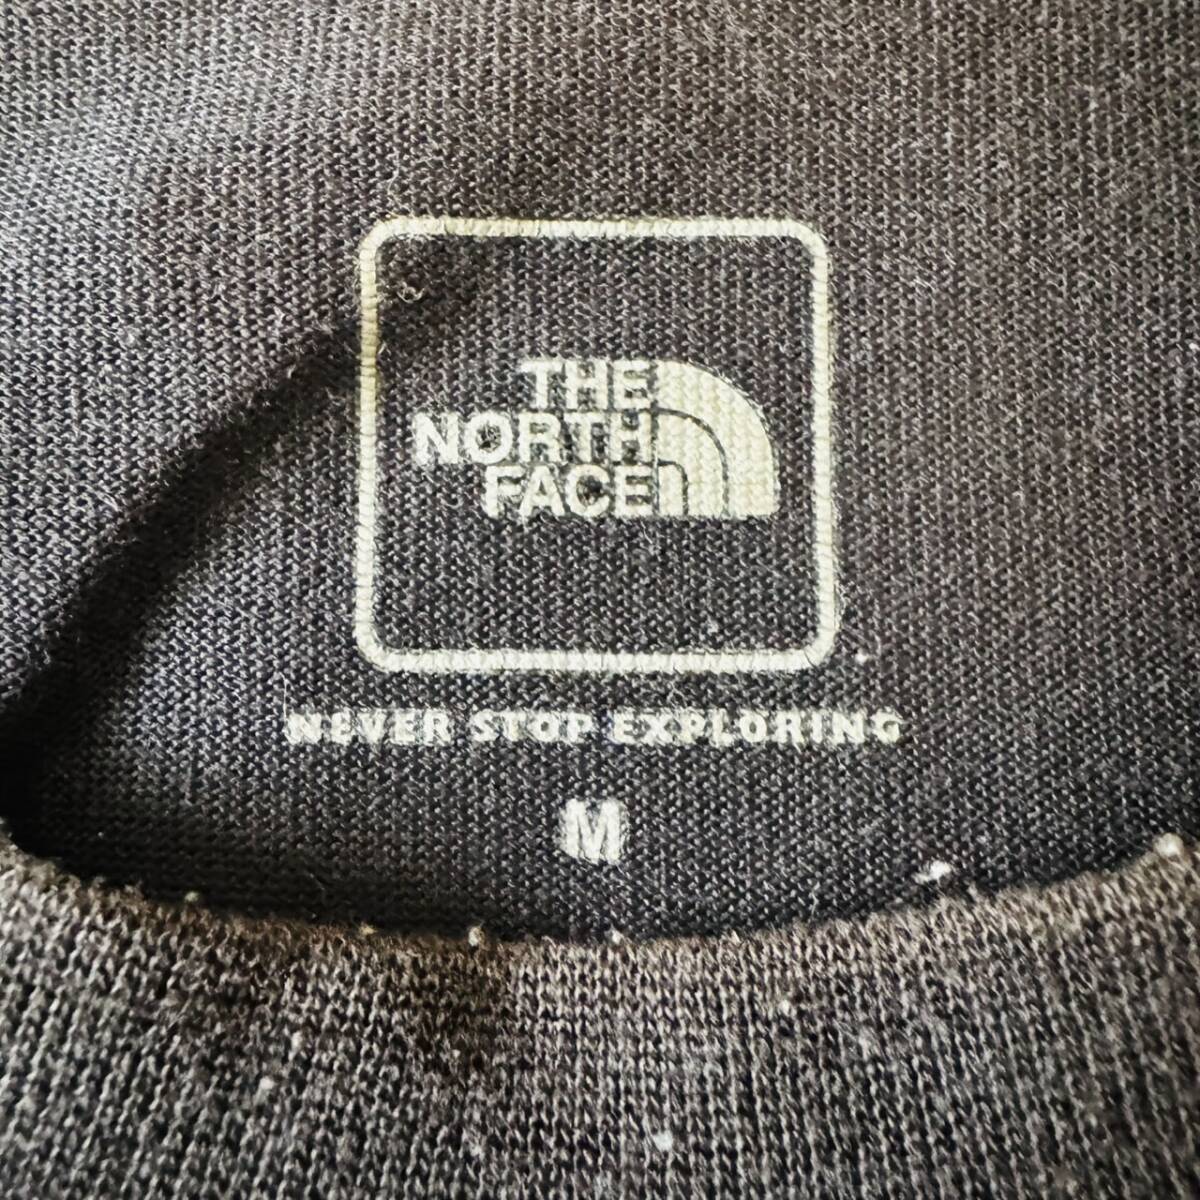 THE
NORTH
FACE
NEVER STOP EXPLORING
M